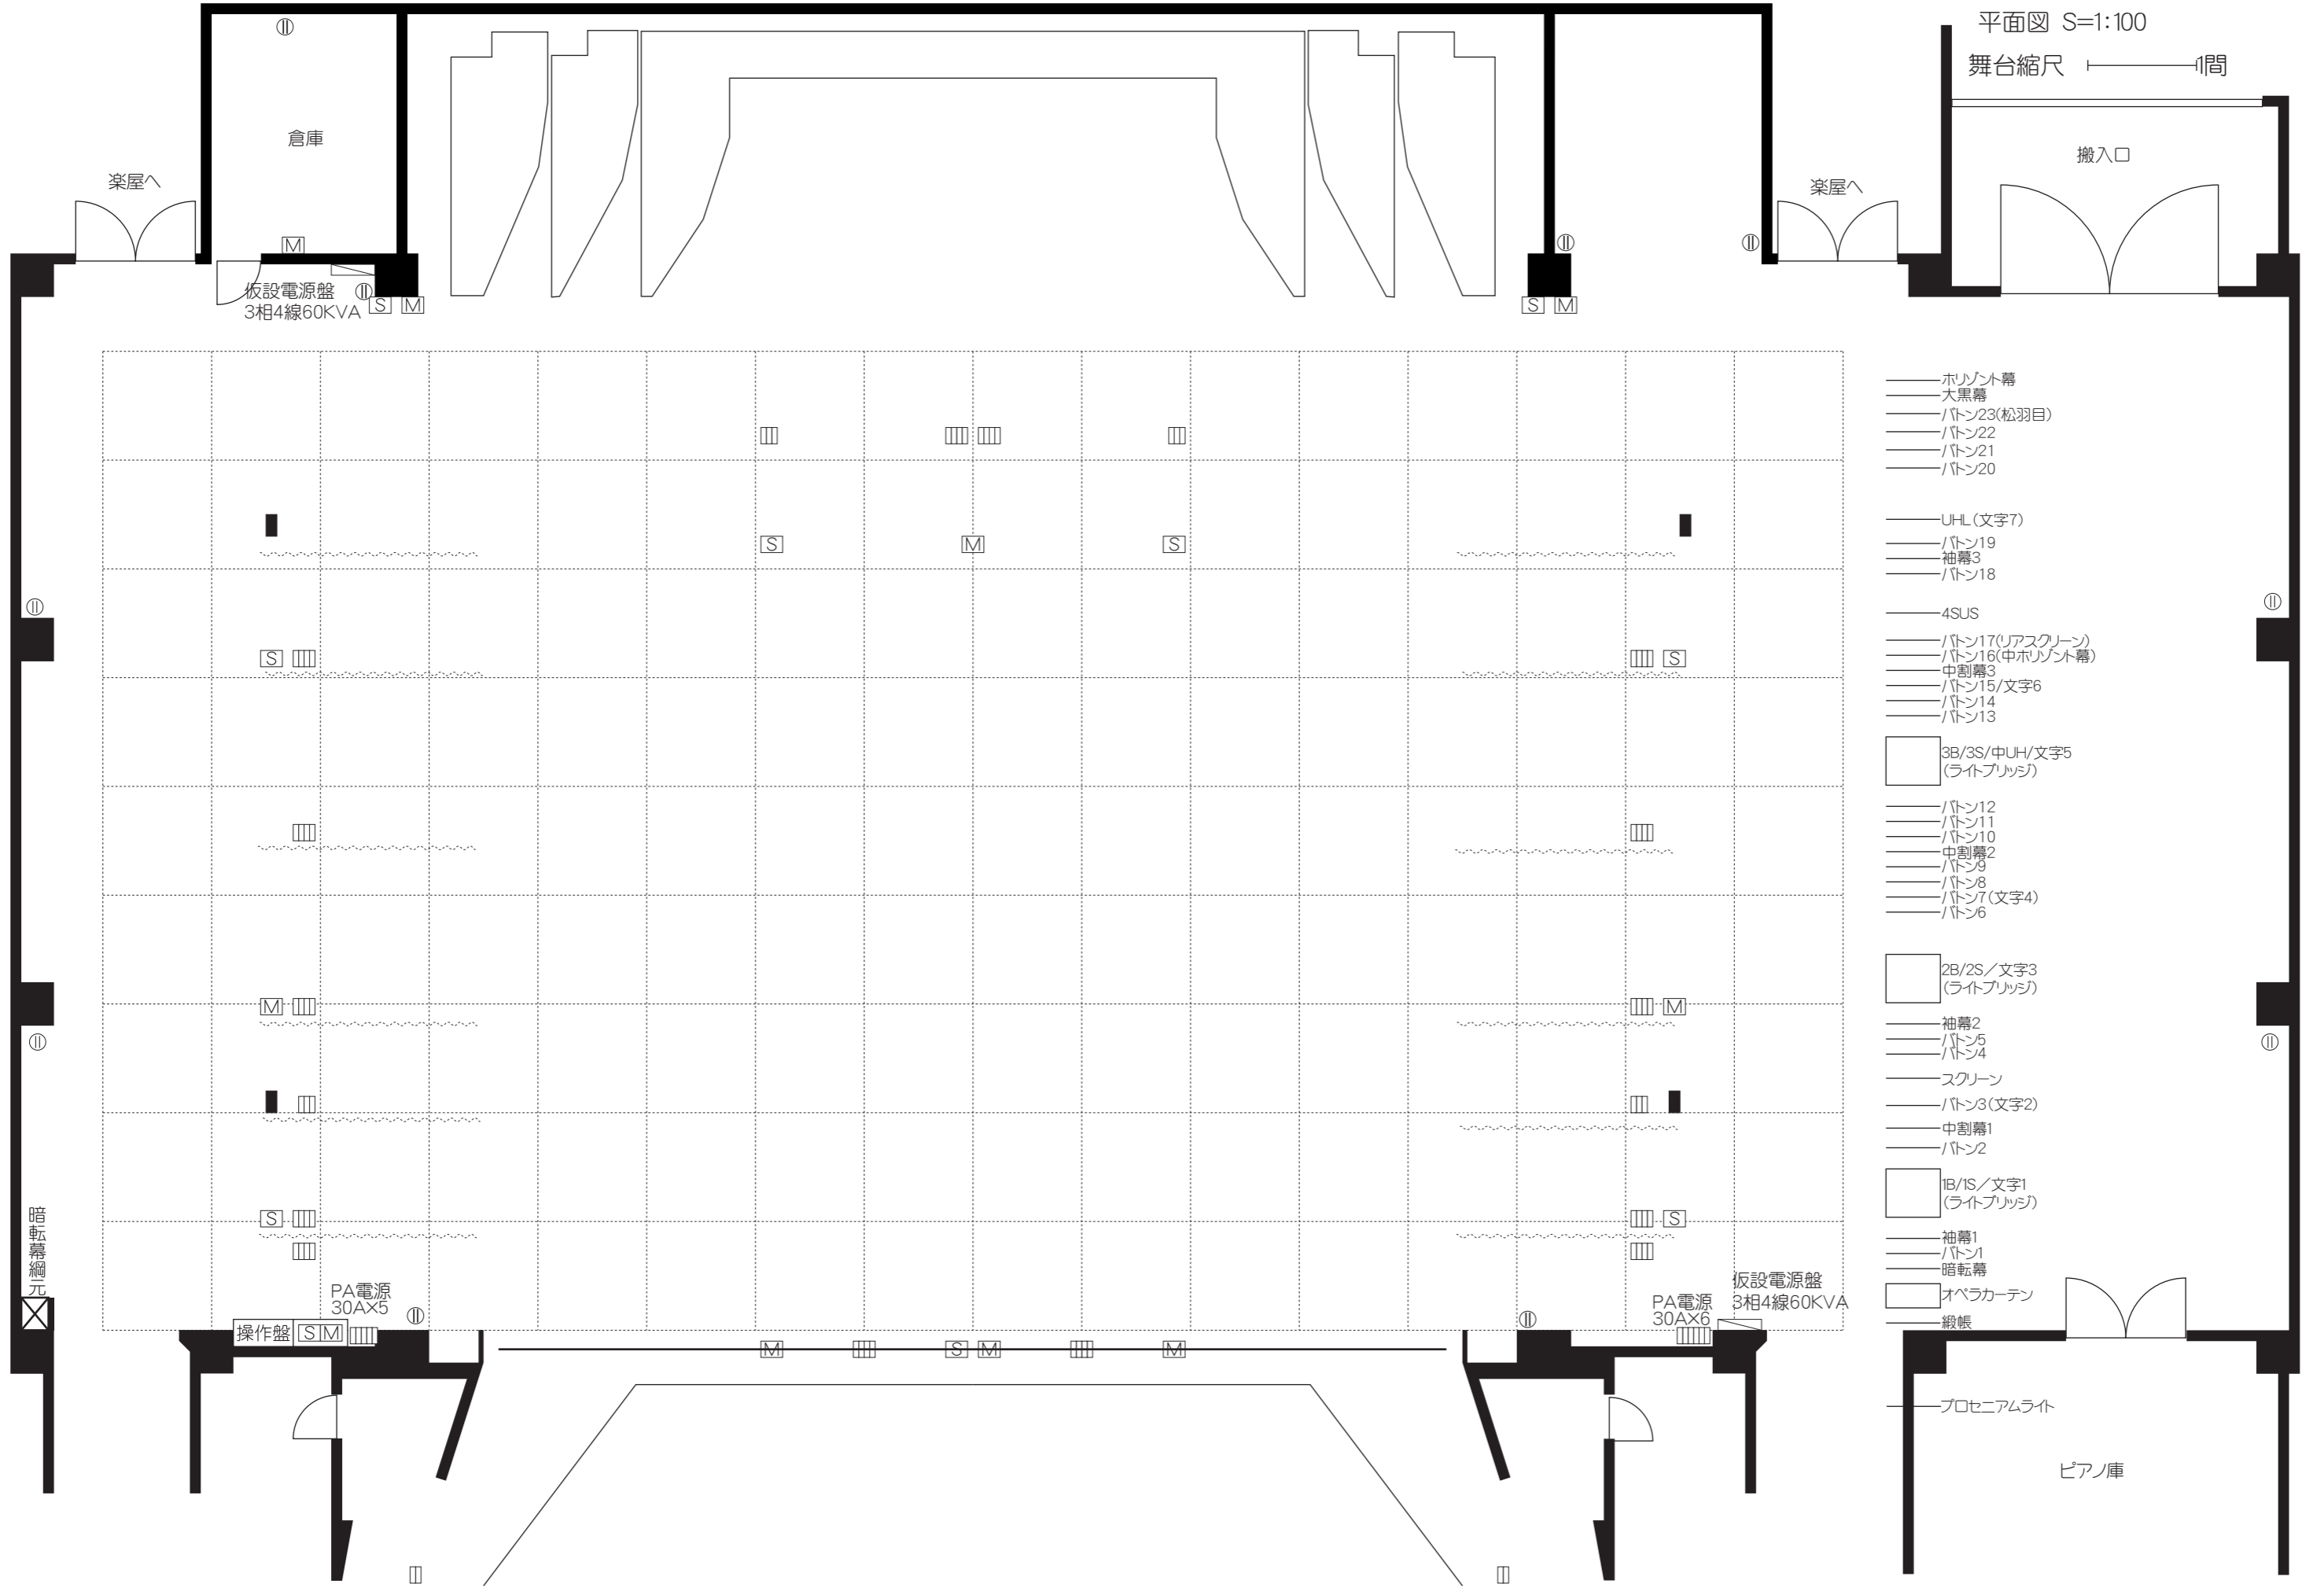 平面図 S=1:100
舞台縮尺 1間
倉庫
搬入口
楽屋へ
楽屋へ
M
仮設電源盤
3相4線60KVA
S M
S M
ホリゾント幕
大黒幕
バトン23(松羽目)
バトン22
バトン21
バトン20
UHL(文字7)
S M S
バトン19
袖幕3
バトン18
4SUS
バトン17(リアスクリーン)
バトン16(中ホリゾント幕)
S S
中割幕3
バトン15/文字6
バトン14
バトン13
3B/3S/中UH/文字5
(ライトブリッジ)
バトン12
バトン11
バトン10
中割幕2
バトン9
バトン8
バトン7(文字4)
バトン6
2B/2S/文字3
(ライトブリッジ)
M M
袖幕2
バトン5
バトン4
スクリーン
バトン3(文字2)
中割幕1
バトン2
1B/1S/文字1
(ライトブリッジ)
S S
袖幕1
バトン1
暗転幕
オペラカーテン
緞帳
暗転幕綱元
PA電源
30A×5
仮設電源盤
3相4線60KVA
PA電源
30A×6
操作盤 S M
M S M M
プロセニアムライト
ピアノ庫